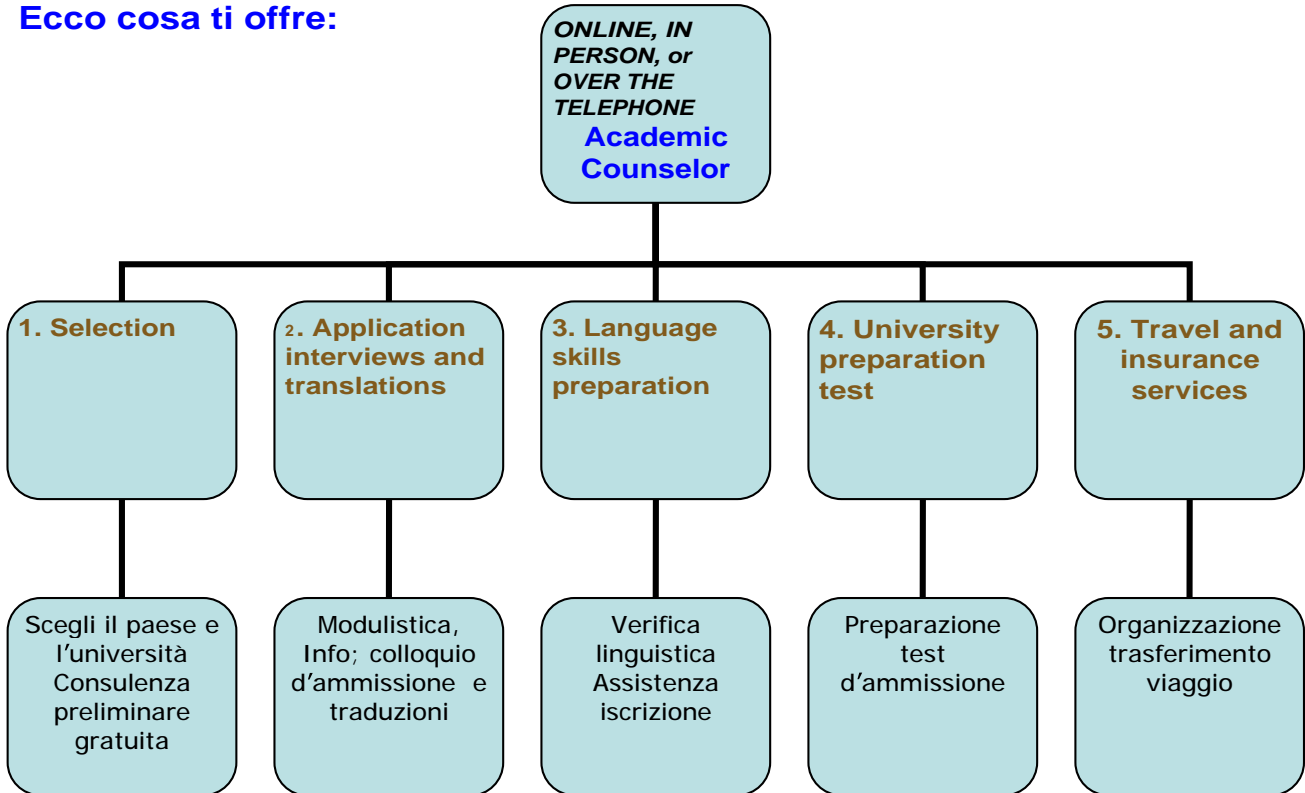 Ecco cosa ti offre:
ONLINE, IN
PERSON, or
OVER THE
TELEPHONE
Academic
Counselor
1. Selection
2. Application
interviews and
translations
3. Language
skills
preparation
4. University
preparation
test
5. Travel and
insurance
services
Scegli il paese e
l'università
Consulenza
preliminare
gratuita
Modulistica,
Info; colloquio
d'ammissione e
traduzioni
Verifica
linguistica
Assistenza
iscrizione
Preparazione
test
d'ammissione
Organizzazione
trasferimento
viaggio